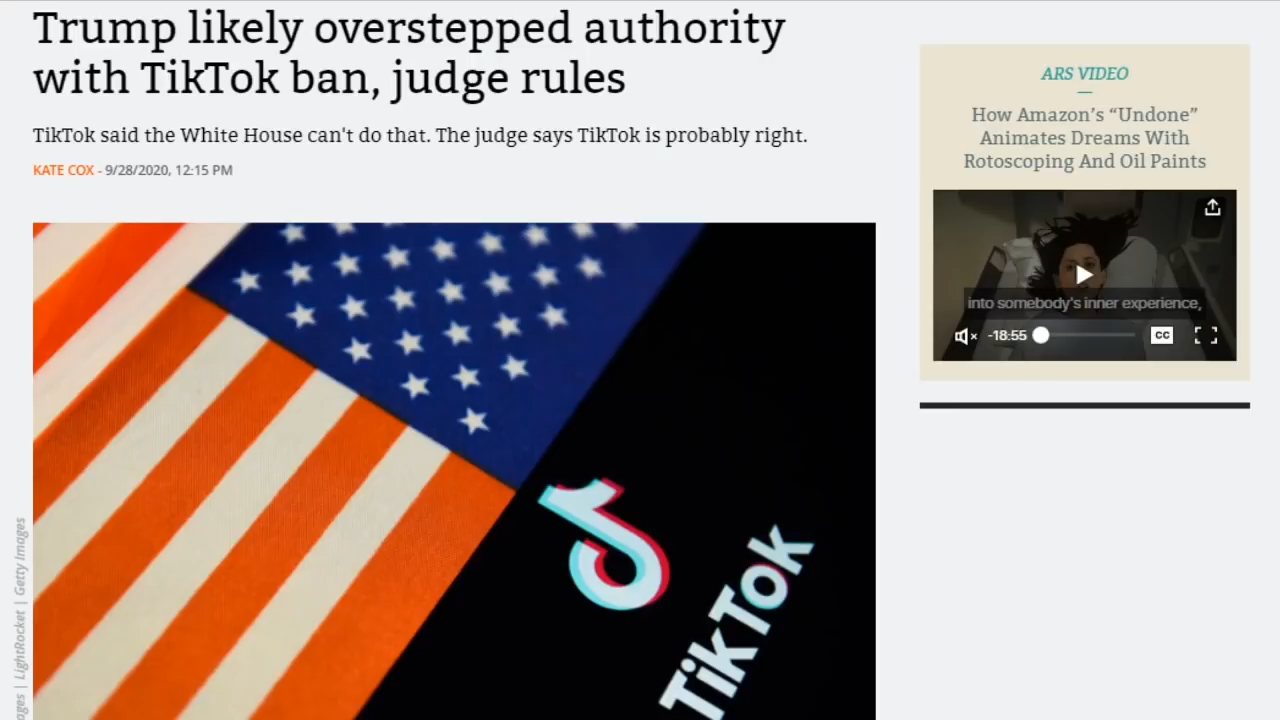 Trump likely overstepped authority
with TikTok ban, judge rules
TikTok said the White House can't do that. The judge says TikTok is probably right.
KATE COX - 9/28/2020, 12:15 PM
ages | LightRocket | Getty Images
TikTok
ARS VIDEO
How Amazon’s “Undone”
Animates Dreams With
Rotoscoping And Oil Paints
into somebody's inner experience,
-18:55
CC